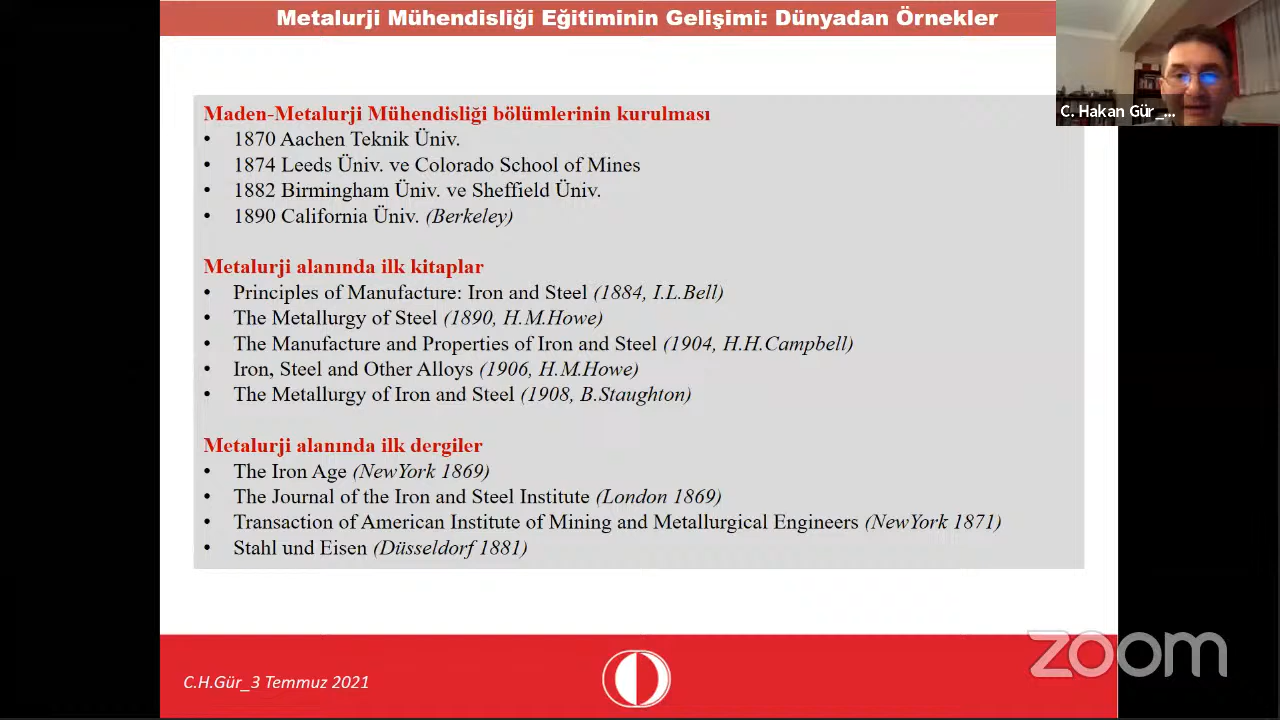 Metalurji Mühendisliği Eğitiminin Gelişimi: Dünyadan Örnekler
C. Hakan Gür_...
Maden-Metalurji Mühendisliği bölümlerinin kurulması
• 1870 Aachen Teknik Üniv.
• 1874 Leeds Üniv. ve Colorado School of Mines
• 1882 Birmingham Üniv. ve Sheffield Üniv.
• 1890 California Üniv. (Berkeley)
Metalurji alanında ilk kitaplar
• Principles of Manufacture: Iron and Steel (1884, I.L.Bell)
• The Metallurgy of Steel (1890, H.M.Howe)
• The Manufacture and Properties of Iron and Steel (1904, H.H.Campbell)
• Iron, Steel and Other Alloys (1906, H.M.Howe)
• The Metallurgy of Iron and Steel (1908, B.Staughton)
Metalurji alanında ilk dergiler
• The Iron Age (NewYork 1869)
• The Journal of the Iron and Steel Institute (London 1869)
• Transaction of American Institute of Mining and Metallurgical Engineers (NewYork 1871)
• Stahl und Eisen (Düsseldorf 1881)
zoom
C.H.Gür_3 Temmuz 2021